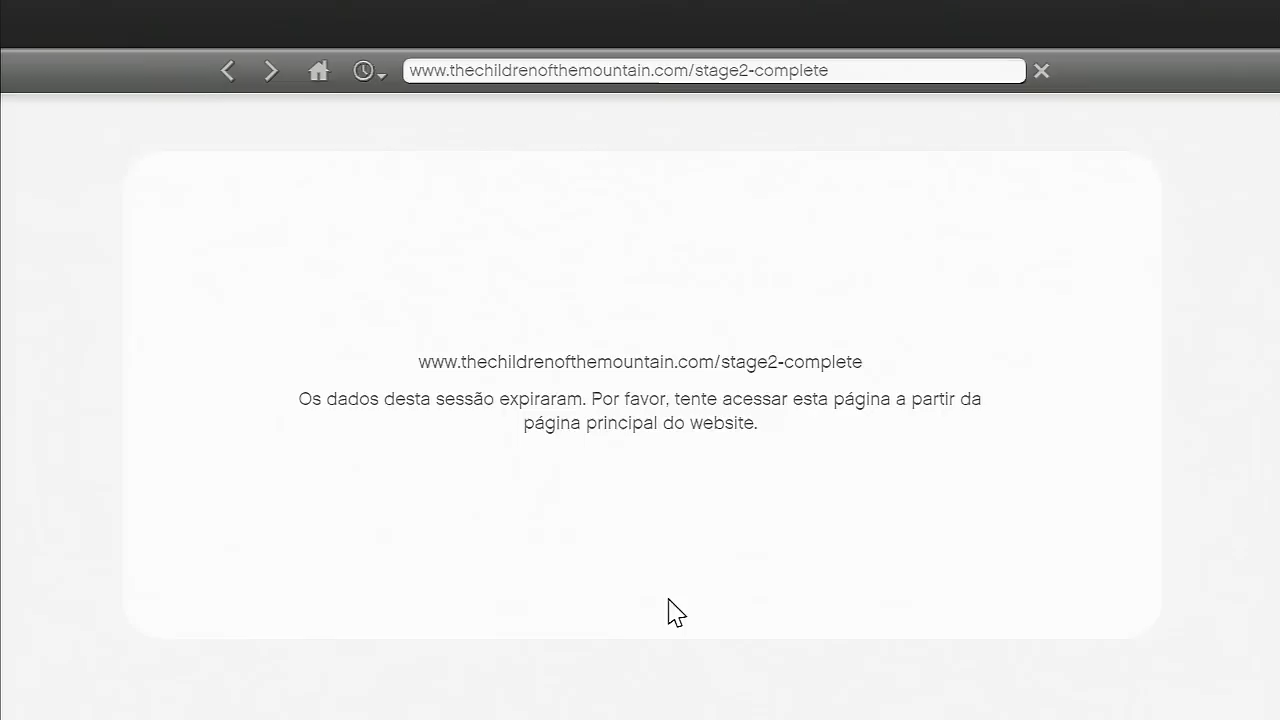 www.thechildrenofthemountain.com/stage2-complete
www.thechildrenofthemountain.com/stage2-complete
Os dados desta sessão expiraram. Por favor, tente acessar esta página a partir da
página principal do website.